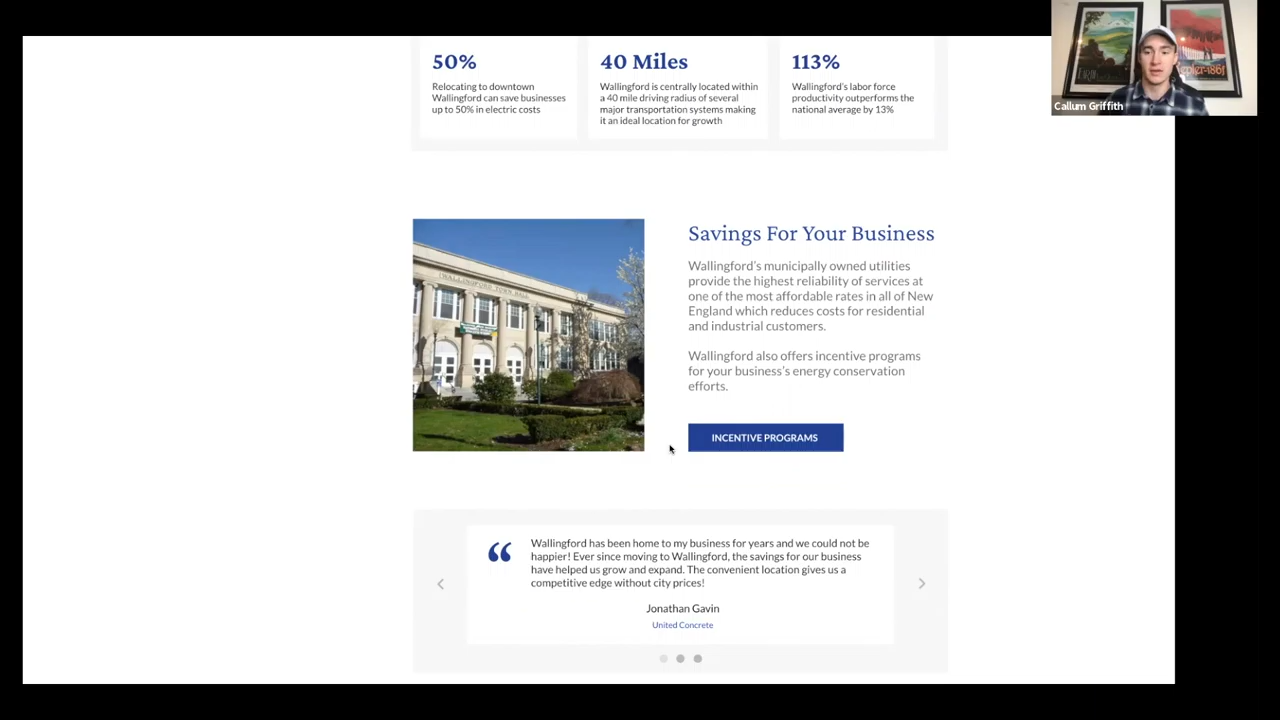 50%
Relocating to downtown
Wallingford can save businesses
up to 50% in electric costs
40 Miles
Wallingford is centrally located within
a 40 mile driving radius of several
major transportation systems making
it an ideal location for growth
113%
Wallingford's labor force
productivity outperforms the
national average by 13%
Callum Griffith
WALLINGFORD TOWN HALL
Savings For Your Business
Wallingford's municipally owned utilities
provide the highest reliability of services at
one of the most affordable rates in all of New
England which reduces costs for residential
and industrial customers.
Wallingford also offers incentive programs
for your business's energy conservation
efforts.
INCENTIVE PROGRAMS
“
Wallingford has been home to my business for years and we could not be
happier! Ever since moving to Wallingford, the savings for our business
have helped us grow and expand. The convenient location gives us a
competitive edge without city prices!
Jonathan Gavin
United Concrete